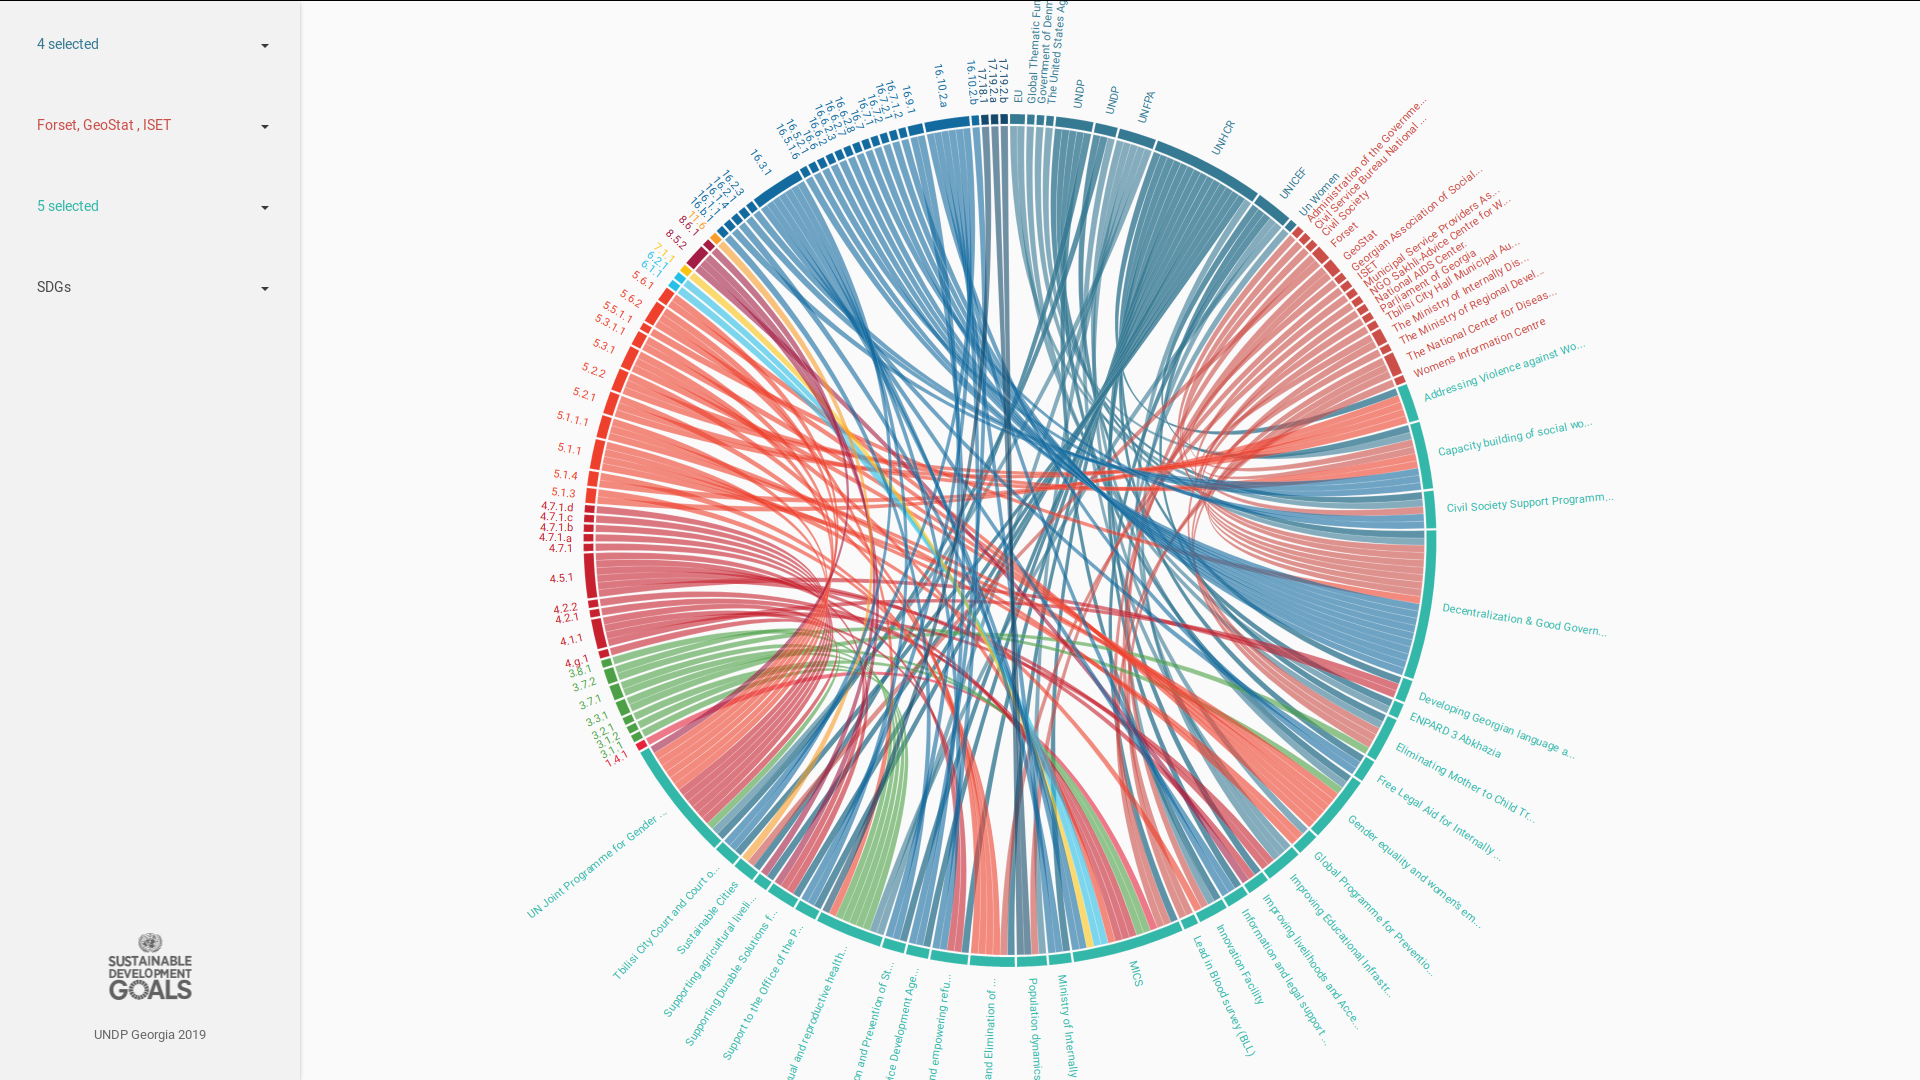 4 selected
Forset, GeoStat , ISET
5 selected
SDGs
SUSTAINABLE
DEVELOPMENT
GOALS
UNDP Georgia 2019
EU
Global Thematic Fun
Government of Denm
The United States Ag
UNDP
UNDP
UNFPA
UNHCR
UNICEF
Un Women
Administration of the Governme...
Civil Service Bureau National ...
Civil Society
Forset
GeoStat
Georgian Association of Social...
ISET
Municipal Service Providers As...
NGO Sakhli-Advice Centre for W...
National AIDS Center.
Parliament of Georgia
Tbilisi City Hall Municipal Au...
The Ministry of Internally Dis...
The Ministry of Regional Devel...
The National Center for Diseas...
Womens Information Centre
Addressing Violence against Wo...
Capacity building of social wo...
Civil Society Support Programm...
Decentralization & Good Govern...
Developing Georgian language a...
ENPARD 3 Abkhazia
Eliminating Mother to Child Tr...
Free Legal Aid for Internally ...
Gender equality and women's em...
Global Programme for Preventio...
Improving Educational Infrastr...
Improving livelihoods and Acce...
Information and legal support ...
Innovation Facility
Lead in Blood survey (BLL)
MICS
Ministry of Internally
Population dynamics
and Elimination of ...
nd empowering refu...
ice Development Age...
on and Prevention of St...
ual and reproductive health...
Support to the Office of the P...
Supporting Durable Solutions f...
Supporting agricultural liveli...
Sustainable Cities
Tbilisi City Court and Court o...
UN Joint Programme for Gender ...
1.4.1
3.1.1
3.1.2
3.2.1
3.3.1
3.7.1
3.7.2
3.8.1
4.g.1
4.1.1
4.2.1
4.2.2
4.5.1
4.7.1
4.7.1.a
4.7.1.b
4.7.1.c
4.7.1.d
5.1.3
5.1.4
5.1.1
5.1.1.1
5.2.1
5.2.2
5.3.1
5.3.1.1
5.5.1.1
5.6.2
5.6.1
6.1.1
6.2.1
7.1.1
8.5.2
8.6.1
11.6
16.b.1
16.1.1
16.1.4
16.2.1
16.2.3
16.3.1
16.5.1.6
16.5.2.1
16.6
16.6.2
16.6.2.3
16.6.2.7
16.6.2.8
16.7
16.7.1
16.7.2
16.7.2.1
16.7.1.2
16.9.1
16.10.2.a
16.10.2.b
17.18.1
17.19.2.a
17.19.2.b